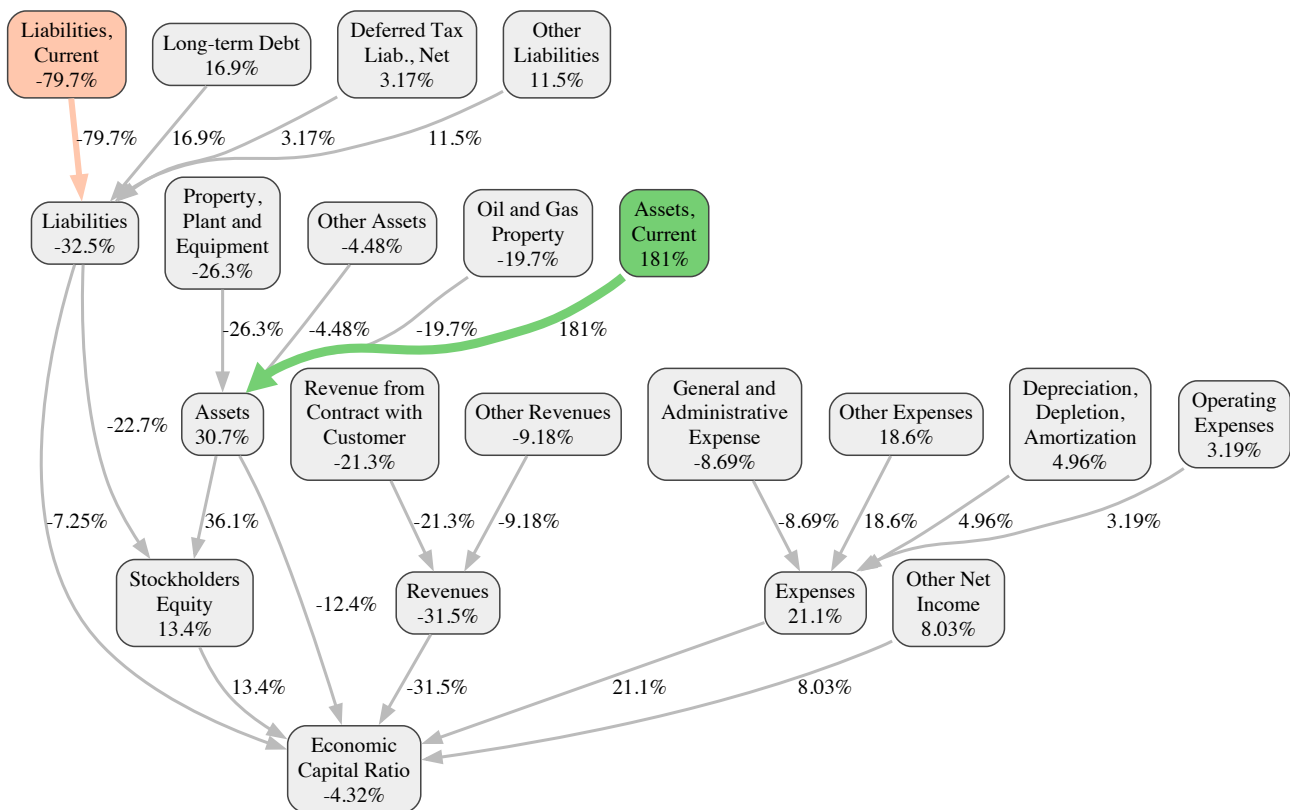 Liabilities,
Current
-79.7%
Long-term Debt
16.9%
Deferred Tax
Liab., Net
3.17%
Other
Liabilities
11.5%
-79.7%
16.9%
3.17%
11.5%
Liabilities
-32.5%
Property,
Plant and
Equipment
-26.3%
Other Assets
-4.48%
Oil and Gas
Property
-19.7%
Assets,
Current
181%
-26.3%
-4.48%
-19.7%
181%
-22.7%
Assets
30.7%
Revenue from
Contract with
Customer
-21.3%
Other Revenues
-9.18%
General and
Administrative
Expense
-8.69%
Other Expenses
18.6%
Depreciation,
Depletion,
Amortization
4.96%
Operating
Expenses
3.19%
-7.25%
36.1%
-21.3%
-9.18%
-8.69%
18.6%
4.96%
3.19%
Stockholders
Equity
13.4%
-12.4%
Revenues
-31.5%
Expenses
21.1%
Other Net
Income
8.03%
13.4%
-31.5%
21.1%
8.03%
Economic
Capital Ratio
-4.32%